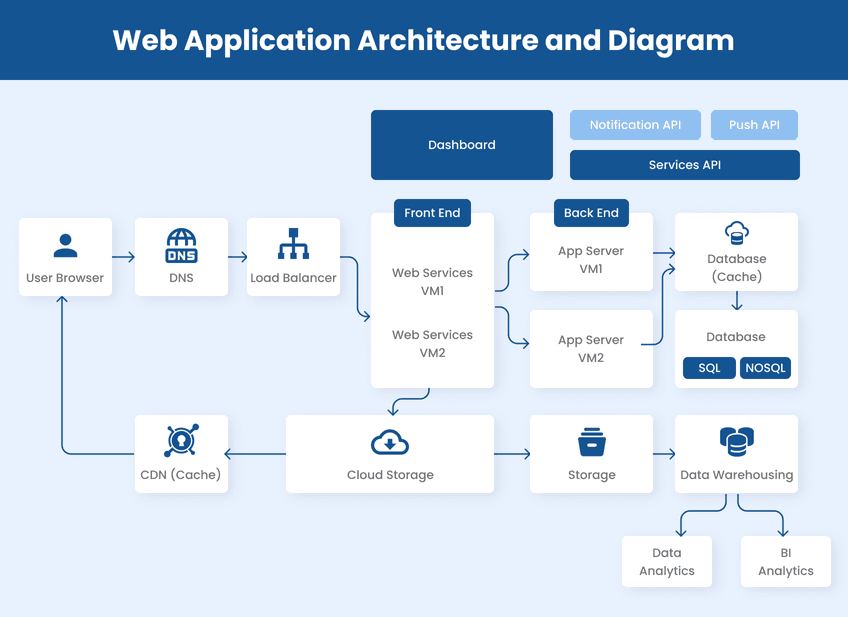 Web Application Architecture and Diagram
Dashboard
Notification API
Push API
Services API
Front End
Back End
User Browser
DNS
DNS
Load Balancer
Web Services
VM1
Web Services
VM2
App Server
VM1
App Server
VM2
Database
(Cache)
Database
SQL
NOSQL
CDN (Cache)
Cloud Storage
Storage
Data Warehousing
Data
Analytics
BI
Analytics